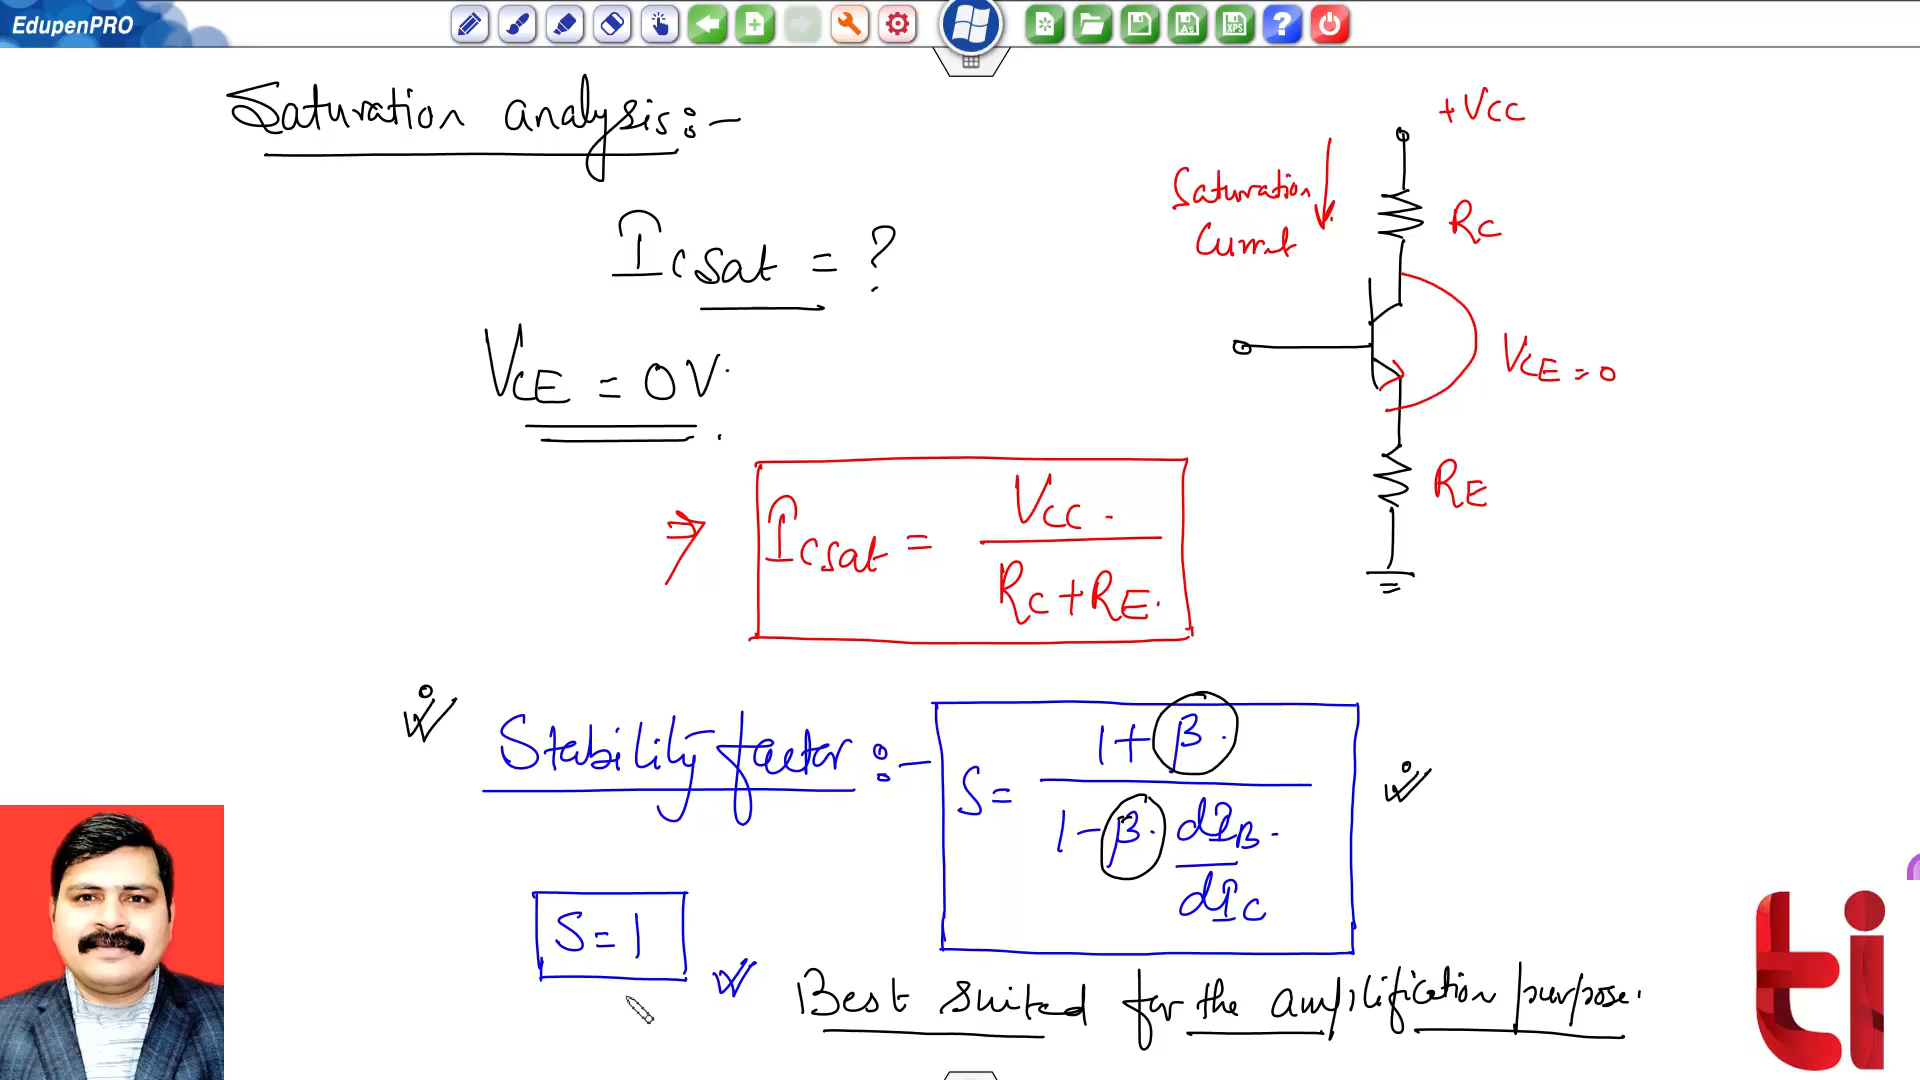 EdupenPRO
Saturation analysis:-
ICsat = ?
VCE = 0V.
+VCC
Saturation
Current
RC
VCE = 0
RE
ICsat = VCC / RC + RE.
Stability factor :- S = 1 + β. / 1 - β. dIB. / dIC
S = 1
Best suited for the amplification purpose.
ti